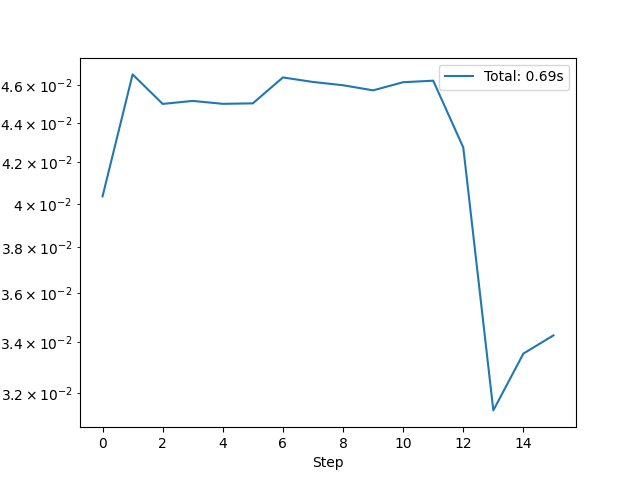 Total: 0.69s
4.6 × 10⁻²
4.4 × 10⁻²
4.2 × 10⁻²
4 × 10⁻²
3.8 × 10⁻²
3.6 × 10⁻²
3.4 × 10⁻²
3.2 × 10⁻²
0 2 4 6 8 10 12 14
Step